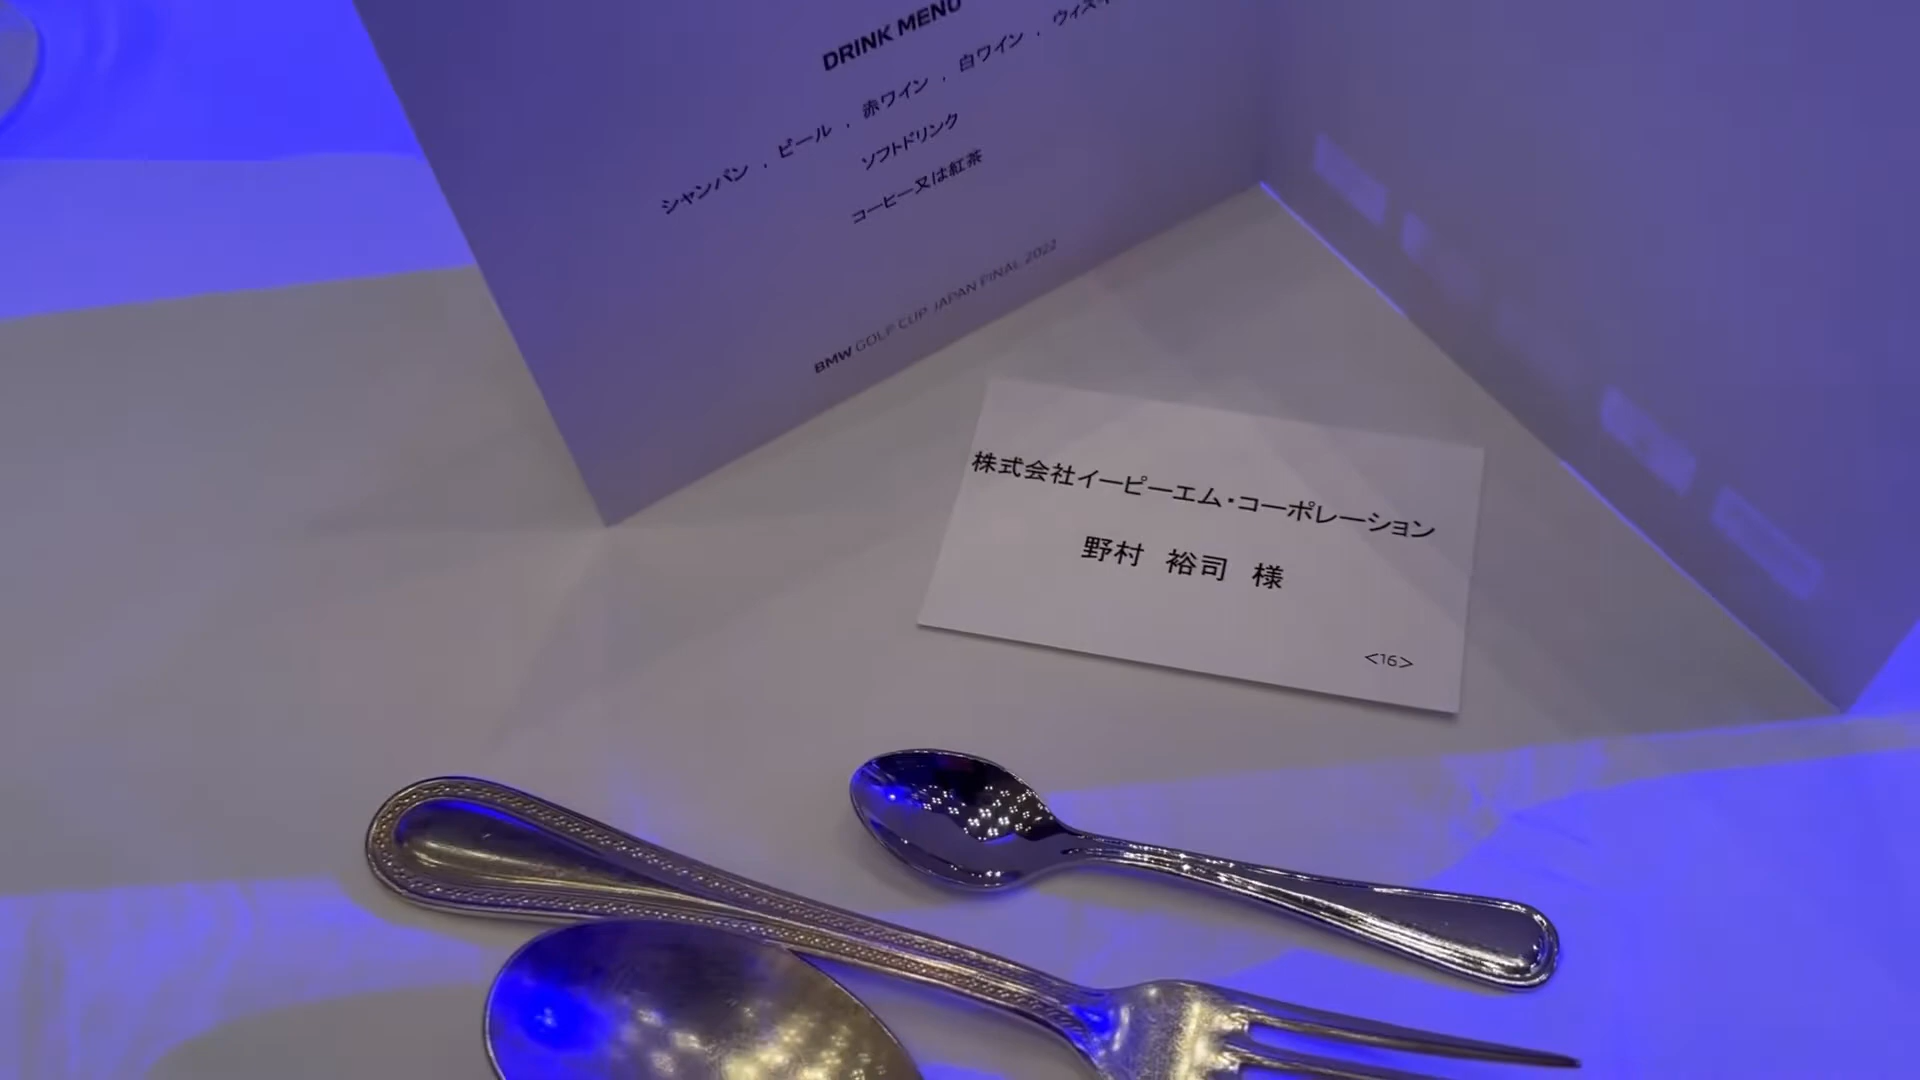 DRINK MENU
シャンパン ． ビール ． 赤ワイン ． 白ワイン ．
ソフトドリンク
コーヒー又は紅茶
BMW GOLF CUP JAPAN FINAL 2022
株式会社イーピーエム・コーポレーション
野村 裕司 様
<16>